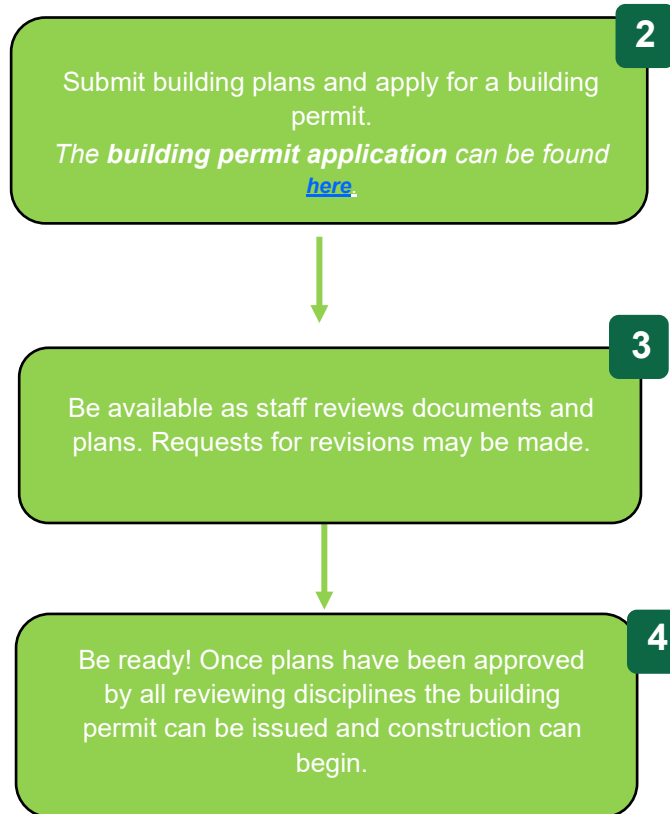 2
Submit building plans and apply for a building
permit.
The building permit application can be found
here.
3
Be available as staff reviews documents and
plans. Requests for revisions may be made.
4
Be ready! Once plans have been approved
by all reviewing disciplines the building
permit can be issued and construction can
begin.